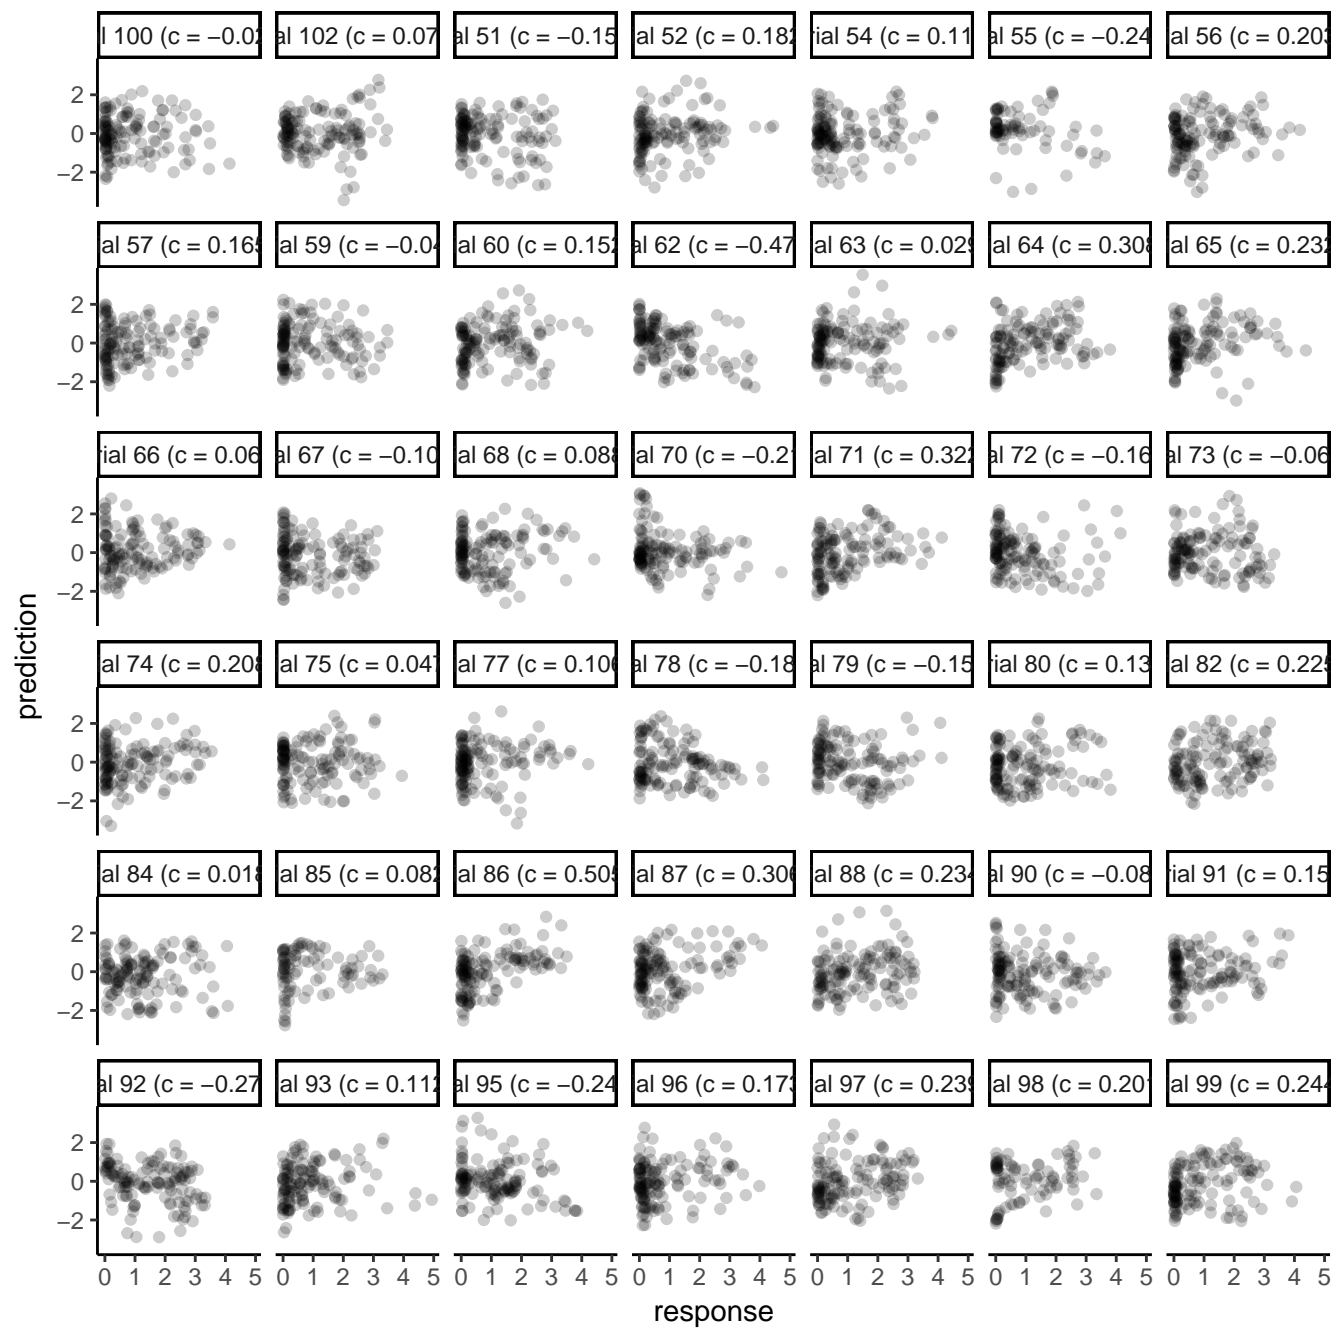 l 100 (c = −0.02
al 102 (c = 0.07
al 51 (c = −0.15
al 52 (c = 0.182
rial 54 (c = 0.11
al 55 (c = −0.24
al 56 (c = 0.203
2
0
−2
al 57 (c = 0.165
al 59 (c = −0.04
al 60 (c = 0.152
al 62 (c = −0.47
al 63 (c = 0.029
al 64 (c = 0.308
al 65 (c = 0.232
2
0
−2
rial 66 (c = 0.06
al 67 (c = −0.10
al 68 (c = 0.088
al 70 (c = −0.21
al 71 (c = 0.322
al 72 (c = −0.16
al 73 (c = −0.06
2
0
−2
prediction
al 74 (c = 0.208
al 75 (c = 0.047
al 77 (c = 0.106
al 78 (c = −0.18
al 79 (c = −0.15
rial 80 (c = 0.13
al 82 (c = 0.225
2
0
−2
al 84 (c = 0.018
al 85 (c = 0.082
al 86 (c = 0.505
al 87 (c = 0.306
ial 88 (c = 0.234
al 90 (c = −0.08
rial 91 (c = 0.15
2
0
−2
al 92 (c = −0.27
al 93 (c = 0.112
al 95 (c = −0.24
al 96 (c = 0.173
al 97 (c = 0.239
al 98 (c = 0.201
al 99 (c = 0.244
2
0
−2
0 1 2 3 4 5
0 1 2 3 4 5
0 1 2 3 4 5
0 1 2 3 4 5
0 1 2 3 4 5
0 1 2 3 4 5
0 1 2 3 4 5
response